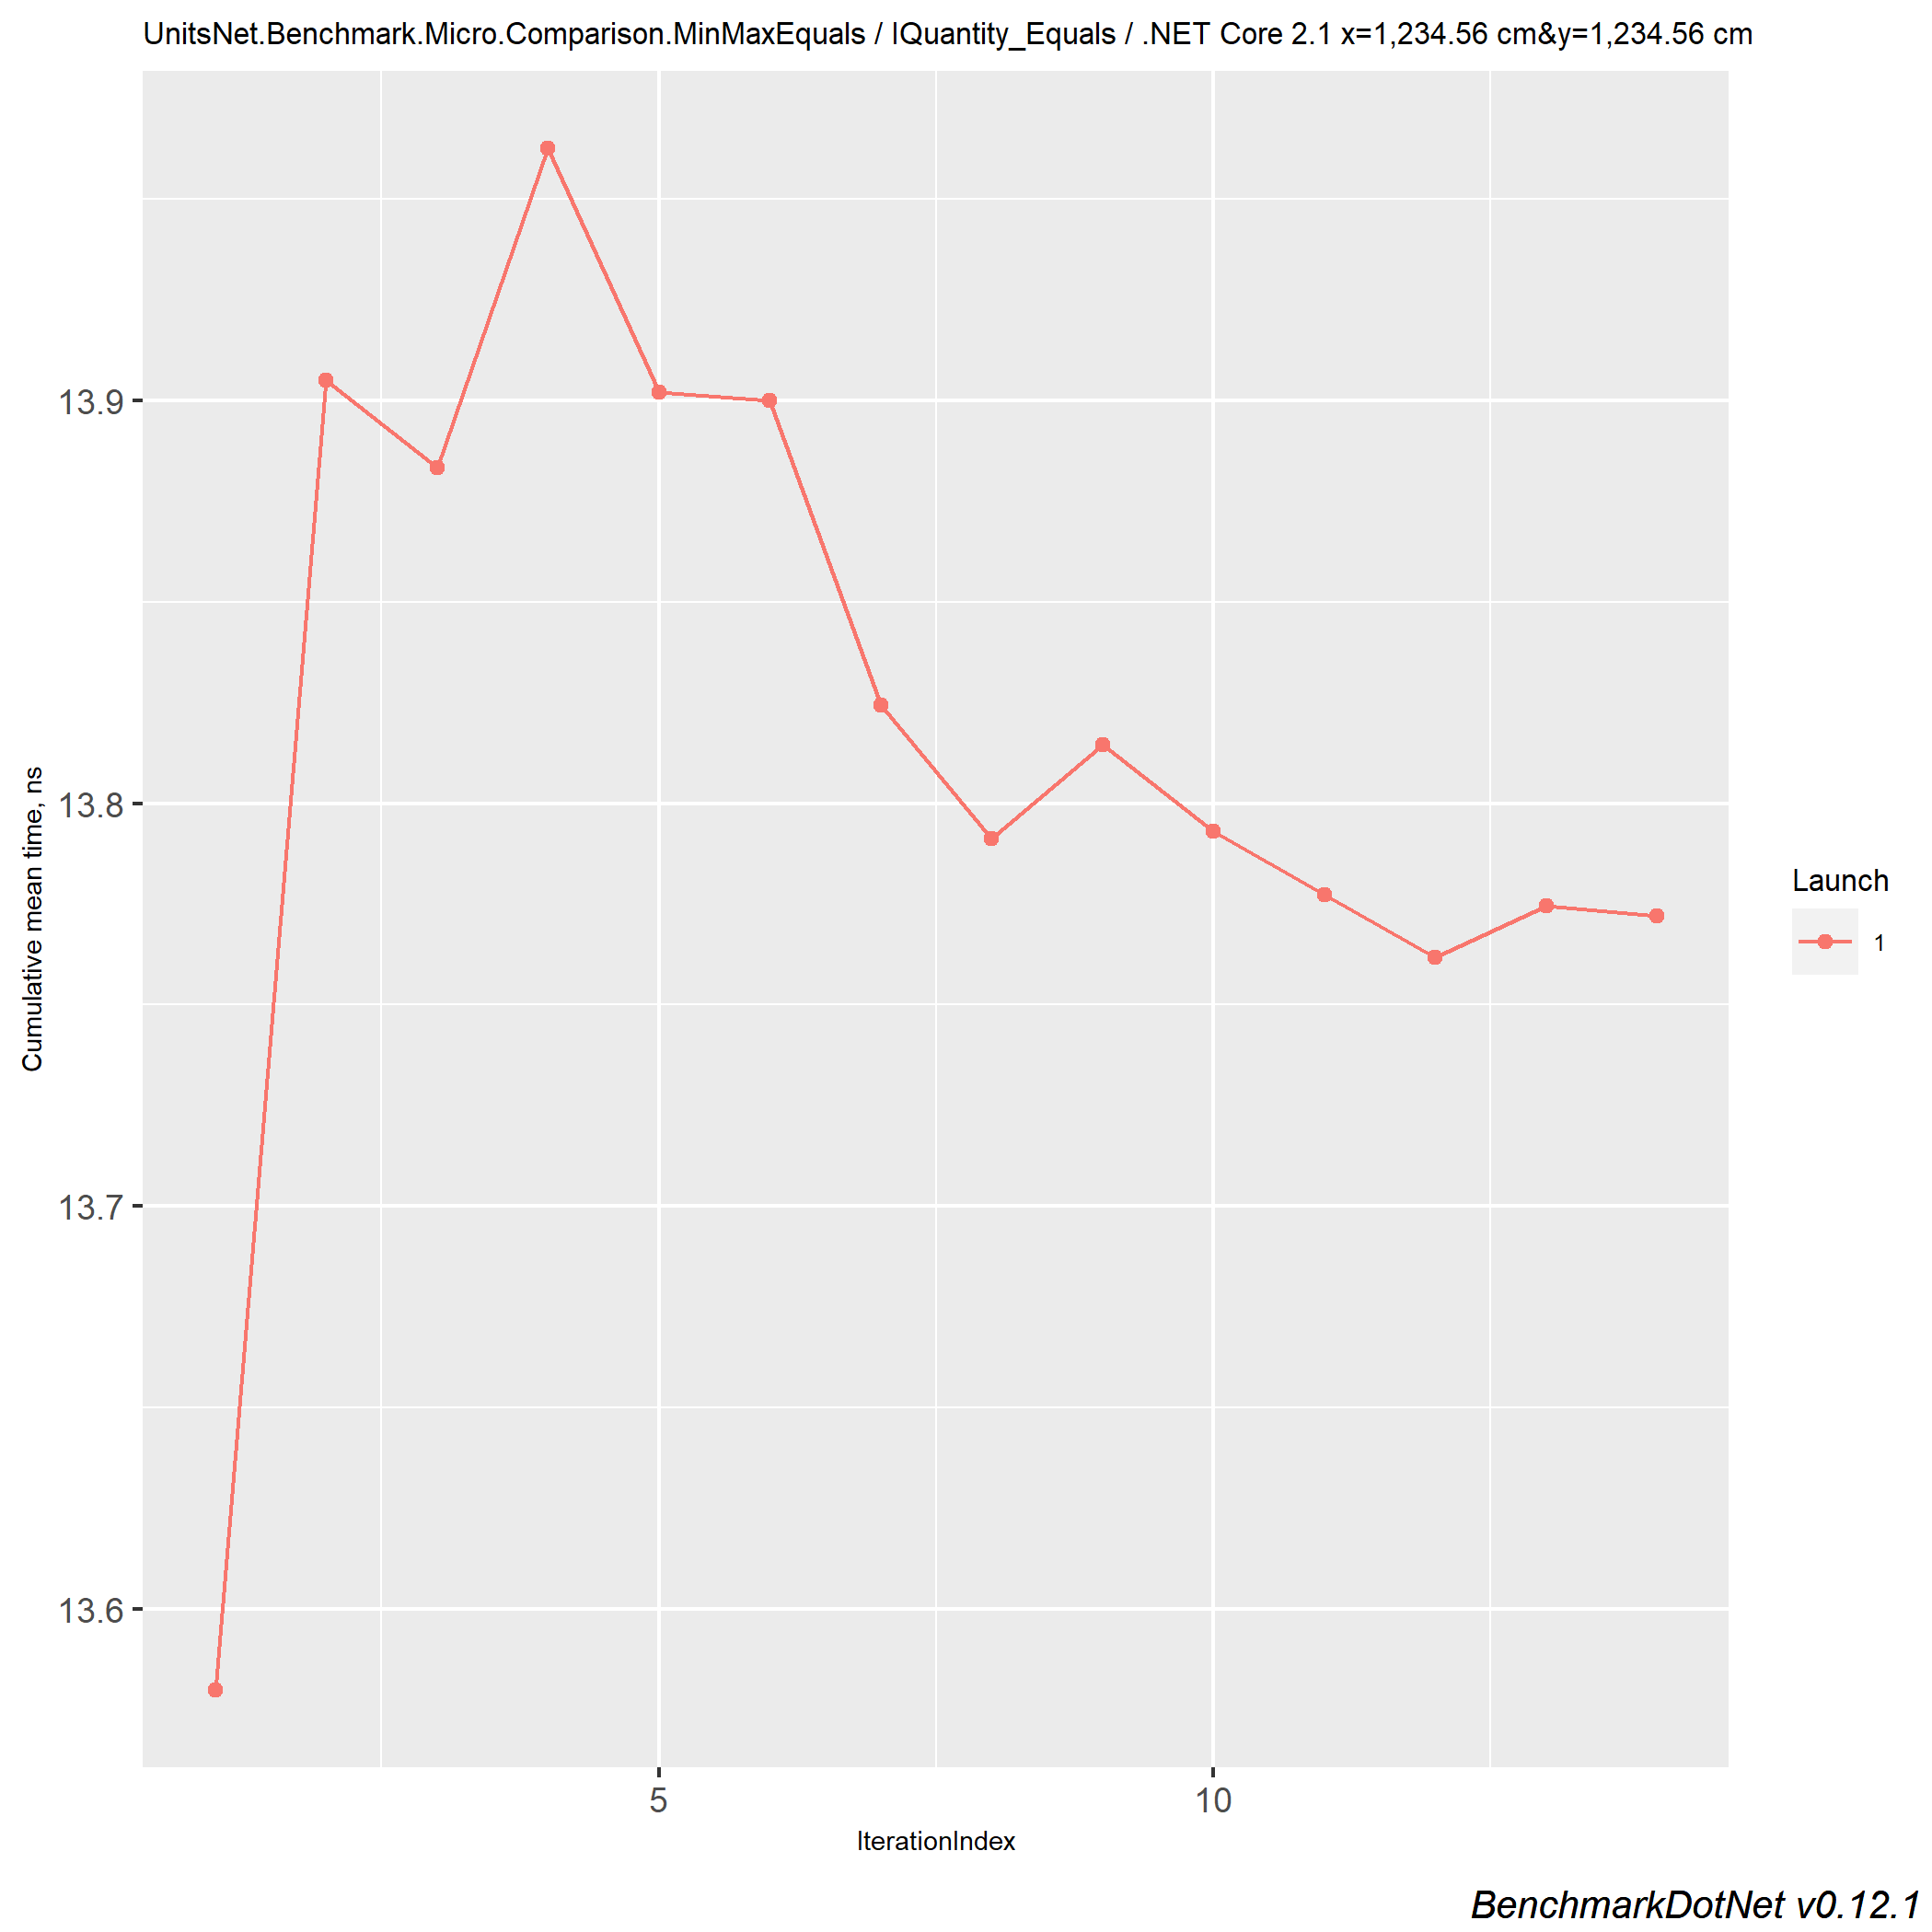 UnitsNet.Benchmark.Micro.Comparison.MinMaxEquals / IQuantity_Equals / .NET Core 2.1 x=1,234.56 cm&y=1,234.56 cm
13.9
13.8
13.7
13.6
Cumulative mean time, ns
5
10
IterationIndex
Launch
1
BenchmarkDotNet v0.12.1